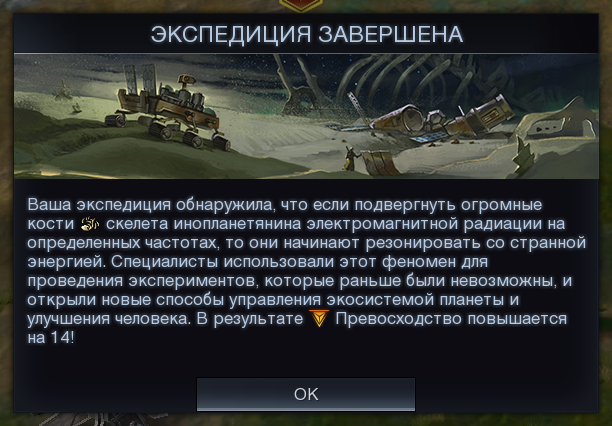 ЭКСПЕДИЦИЯ ЗАВЕРШЕНА
Ваша экспедиция обнаружила, что если подвергнуть огромные
кости скелета инопланетянина электромагнитной радиации на
определенных частотах, то они начинают резонировать со странной
энергией. Специалисты использовали этот феномен для
проведения экспериментов, которые раньше были невозможны, и
открыли новые способы управления экосистемой планеты и
улучшения человека. В результате Превосходство повышается
на 14!
ОК